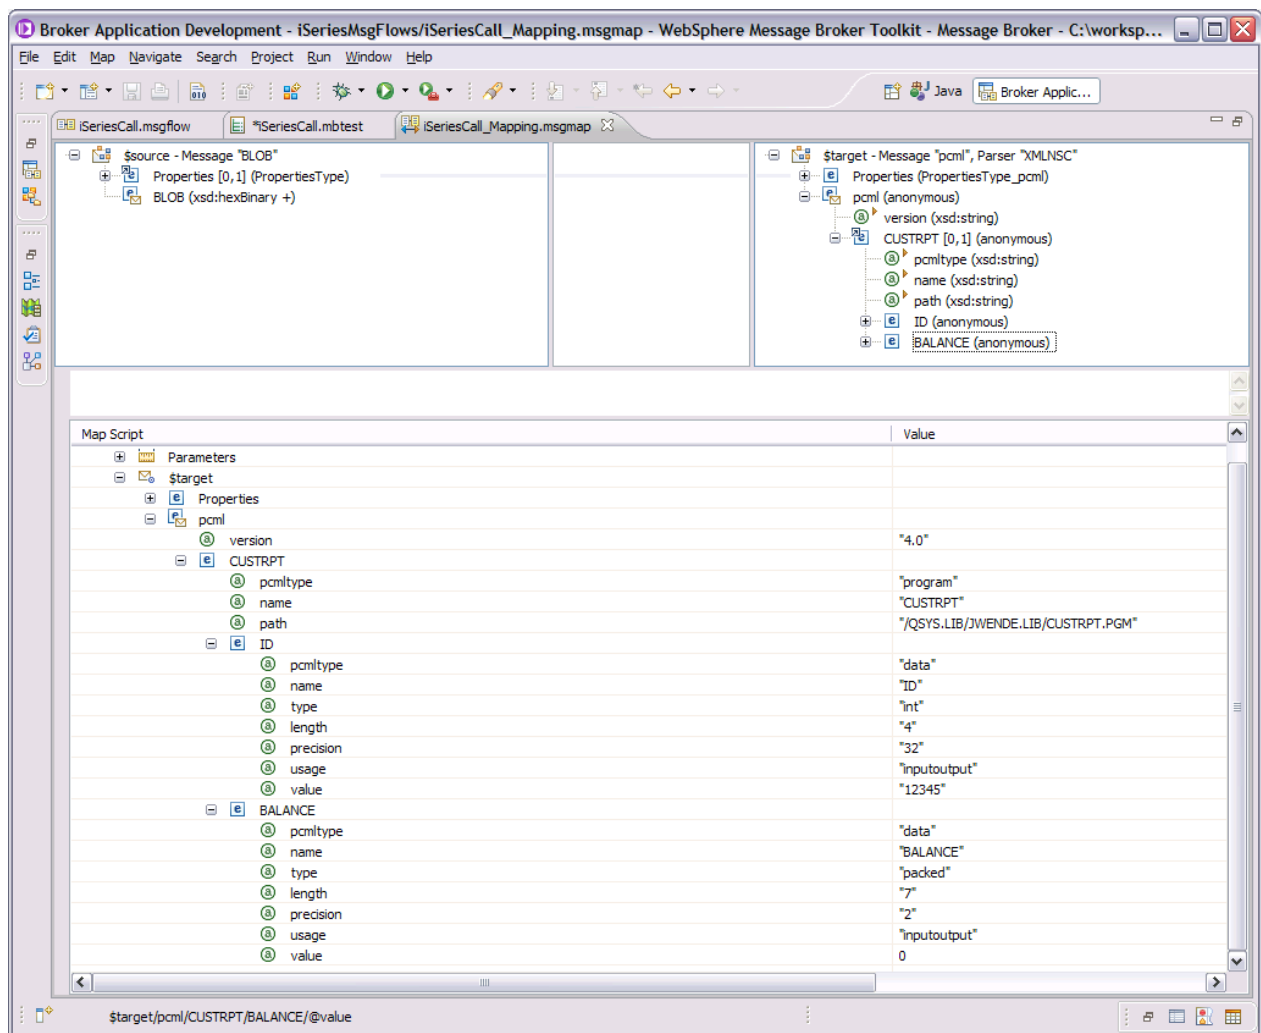 Broker Application Development - iSeriesMsgFlows/iSeriesCall_Mapping.msgmap - WebSphere Message Broker Toolkit - Message Broker - C:\worksp...
File Edit Map Navigate Search Project Run Window Help
Java Broker Applic...
iSeriesCall.msgflow *iSeriesCall.mbtest iSeriesCall_Mapping.msgmap
$source - Message "BLOB"
Properties [0,1] (PropertiesType)
BLOB (xsd:hexBinary +)
$target - Message "pcml", Parser "XMLNSC"
Properties (PropertiesType_pcml)
pcml (anonymous)
version (xsd:string)
CUSTRPT [0,1] (anonymous)
pcmltype (xsd:string)
name (xsd:string)
path (xsd:string)
ID (anonymous)
BALANCE (anonymous)
Map Script Value
Parameters
$target
Properties
pcml
version "4.0"
CUSTRPT
pcmltype "program"
name "CUSTRPT"
path "/QSYS.LIB/JWENDE.LIB/CUSTRPT.PGM"
ID
pcmltype "data"
name "ID"
type "int"
length "4"
precision "32"
usage "inputoutput"
value "12345"
BALANCE
pcmltype "data"
name "BALANCE"
type "packed"
length "7"
precision "2"
usage "inputoutput"
value 0
$target/pcml/CUSTRPT/BALANCE/@value